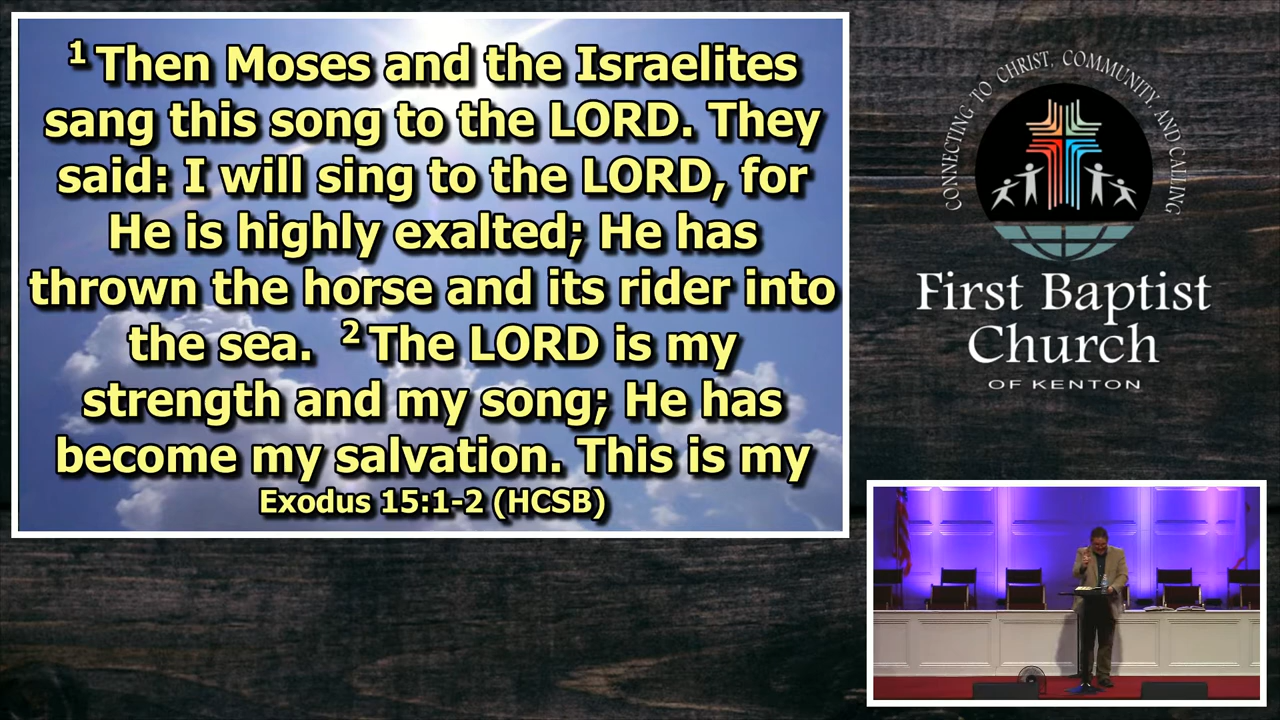 1 Then Moses and the Israelites
sang this song to the LORD. They
said: I will sing to the LORD, for
He is highly exalted; He has
thrown the horse and its rider into
the sea. 2 The LORD is my
strength and my song; He has
become my salvation. This is my
Exodus 15:1-2 (HCSB)
CONNECTING TO CHRIST, COMMUNITY, AND CALLING
First Baptist
Church
OF KENTON